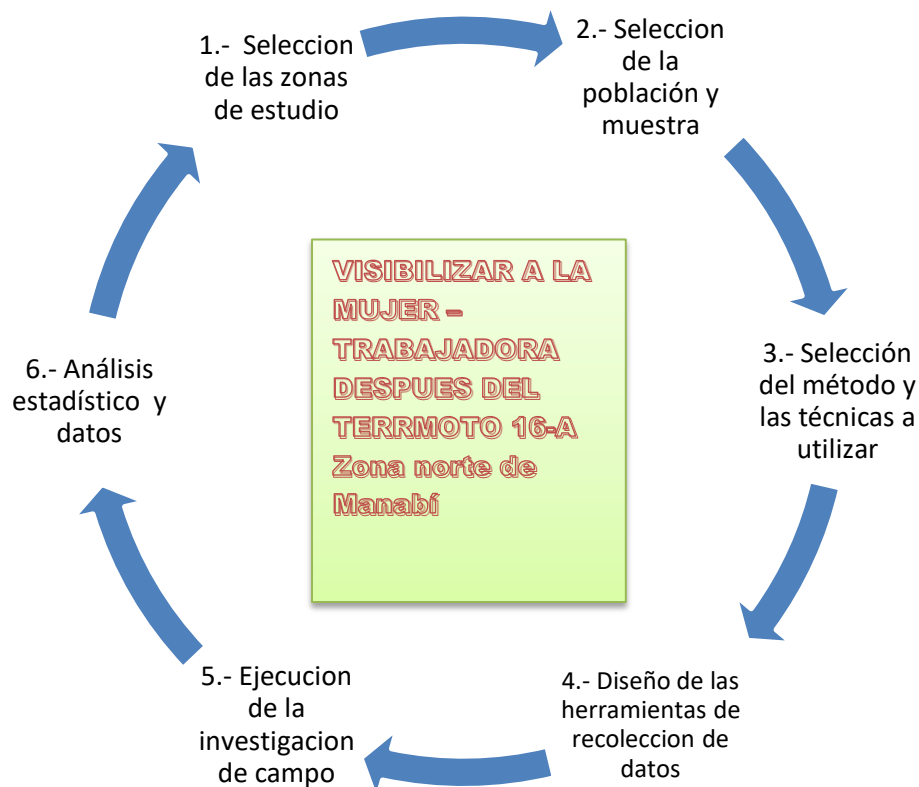 1.- Seleccion
de las zonas
de estudio
2.- Seleccion
de la
población y
muestra
3.- Selección
del método y
las técnicas a
utilizar
4.- Diseño de las
herramientas de
recoleccion de
datos
5.- Ejecucion
de la
investigacion
de campo
6.- Análisis
estadístico y
datos
VISIBILIZAR A LA
MUJER –
TRABAJADORA
DESPUES DEL
TERRMOTO 16-A
Zona norte de
Manabí